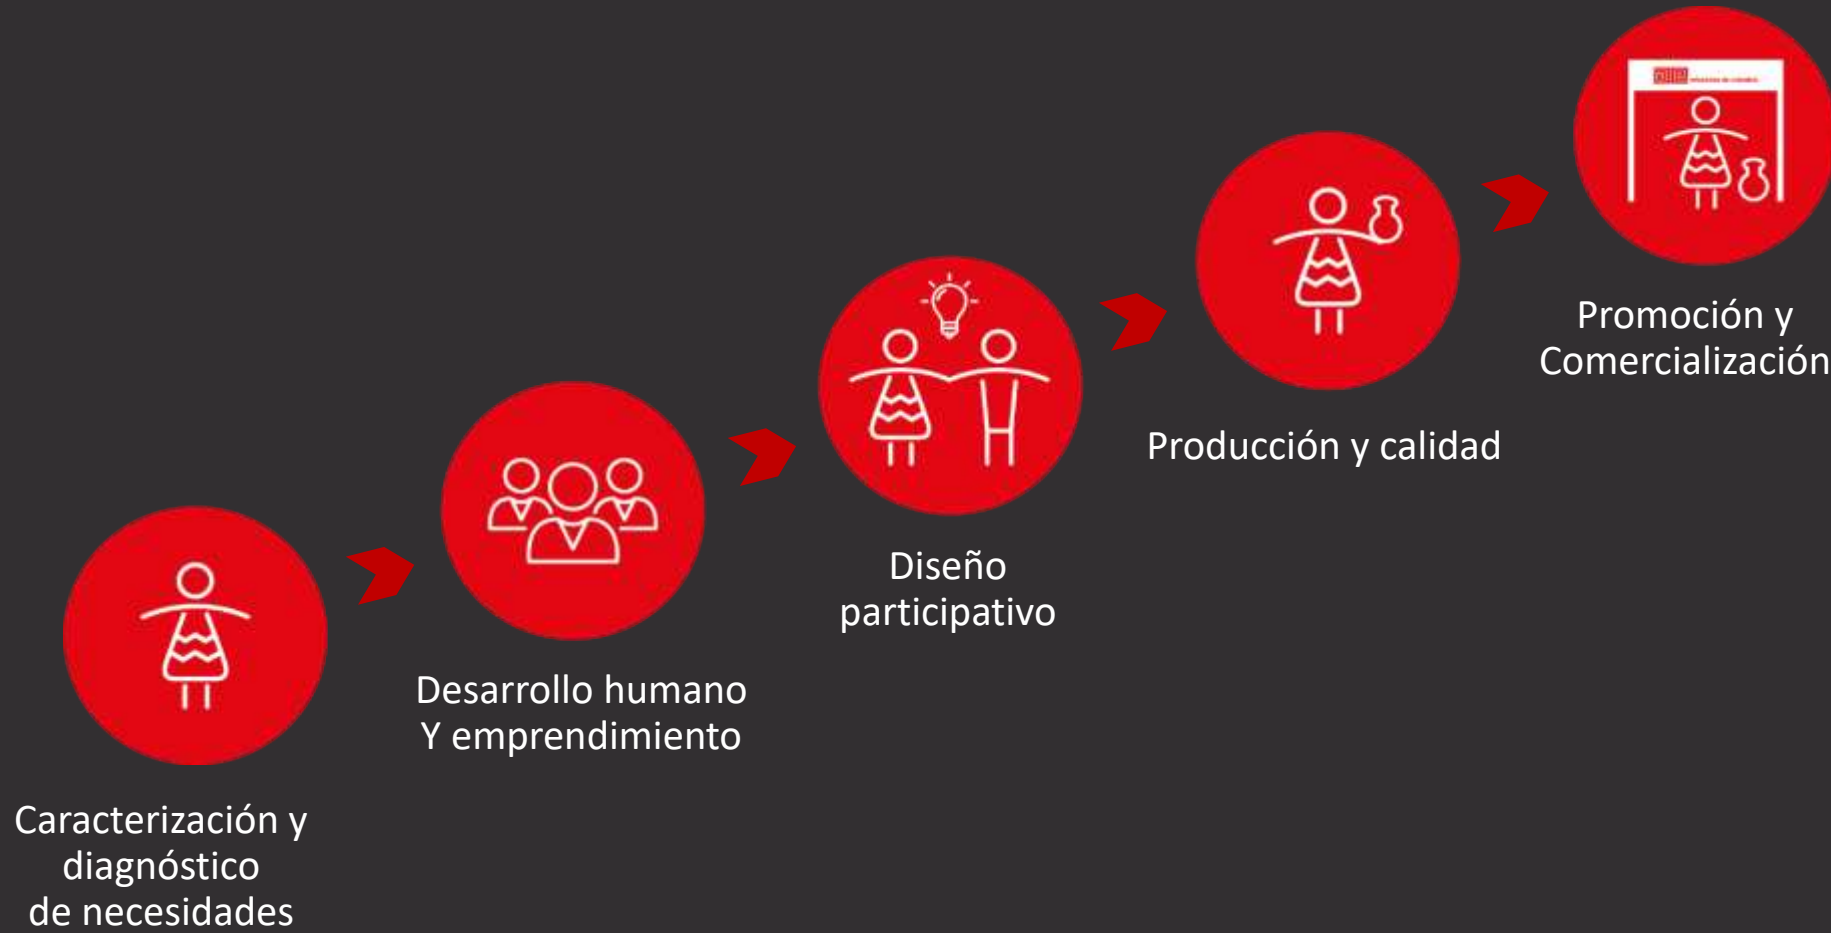 Caracterización y
diagnóstico
de necesidades
Desarrollo humano
Y emprendimiento
Diseño
participativo
Producción y calidad
Promoción y
Comercialización